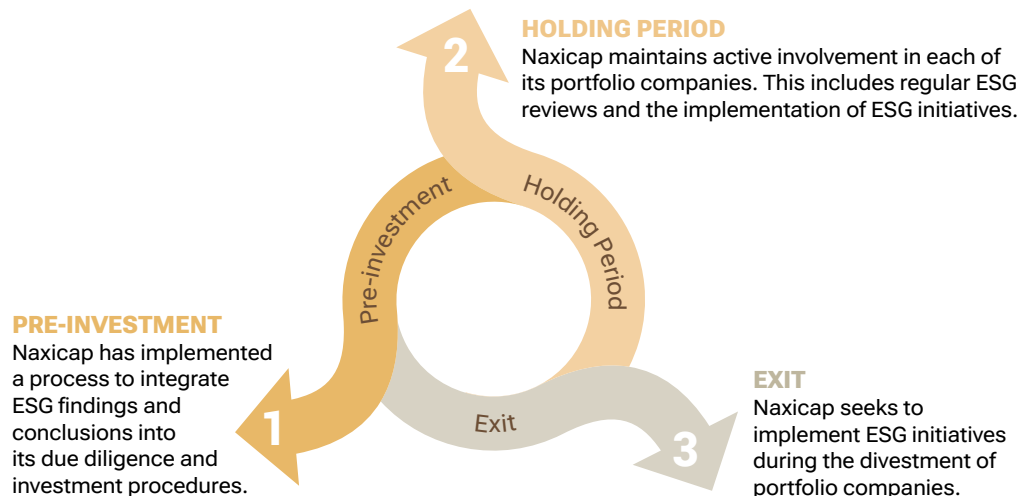 2
HOLDING PERIOD
Naxicap maintains active involvement in each of
its portfolio companies. This includes regular ESG
reviews and the implementation of ESG initiatives.
Pre-investment
Holding Period
Exit
PRE-INVESTMENT
Naxicap has implemented
a process to integrate
ESG findings and
conclusions into
its due diligence and
investment procedures.
1
3
EXIT
Naxicap seeks to
implement ESG initiatives
during the divestment of
portfolio companies.